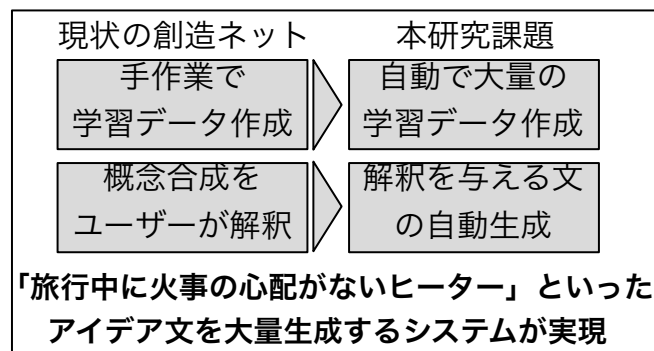 現状の創造ネット
本研究課題
手作業で
学習データ作成
自動で大量の
学習データ作成
概念合成を
ユーザーが解釈
解釈を与える文
の自動生成
「旅行中に火事の心配がないヒーター」といった
アイデア文を大量生成するシステムが実現